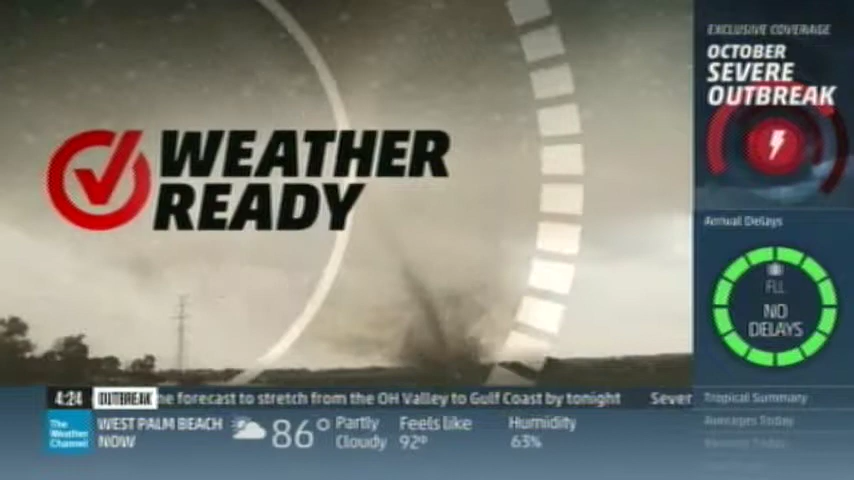 EXCLUSIVE COVERAGE
OCTOBER
SEVERE
OUTBREAK
WEATHER
READY
Arrival Delays
FLL
NO
DELAYS
4:24 OUTBREAK ne forecast to stretch from the OH Valley to Gulf Coast by tonight Sever
Tropical Summary
The
Weather
Channel
WEST PALM BEACH
NOW
86°
Partly
Cloudy
Feels like
92°
Humidity
63%
Averages Today